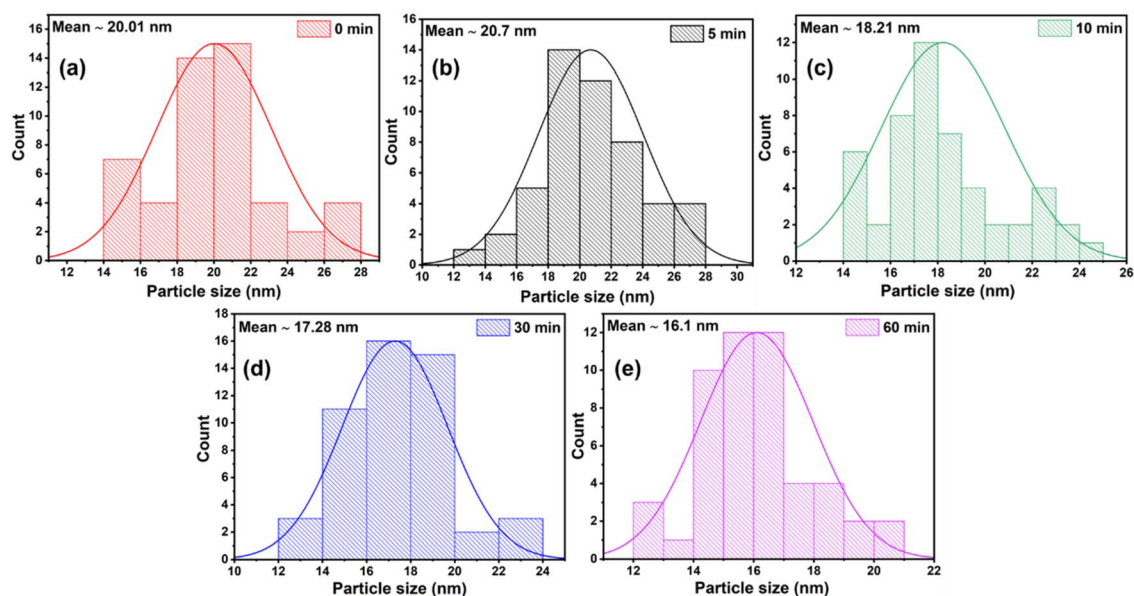 Mean ~ 20.01 nm
0 min
(a)
16
14
12
10
8
6
4
2
0
Count
12 14 16 18 20 22 24 26 28
Particle size (nm)
Mean ~ 20.7 nm
5 min
(b)
16
14
12
10
8
6
4
2
0
Count
10 12 14 16 18 20 22 24 26 28 30
Particle size (nm)
Mean ~ 18.21 nm
10 min
(c)
12
10
8
6
4
2
0
Count
12 14 16 18 20 22 24 26
Particle size (nm)
Mean ~ 17.28 nm
30 min
(d)
18
16
14
12
10
8
6
4
2
0
Count
10 12 14 16 18 20 22 24
Particle size (nm)
Mean ~ 16.1 nm
60 min
(e)
12
10
8
6
4
2
0
Count
12 14 16 18 20 22
Particle size (nm)